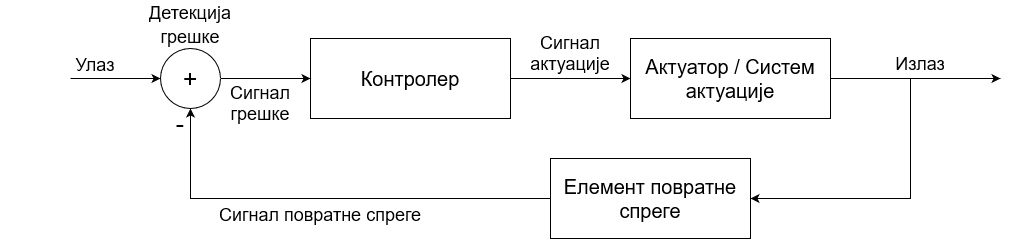 Детекција
грешке
Улаз
+
-
Сигнал
грешке
Контролер
Сигнал
актуације
Актуатор / Систем
актуације
Излаз
Елемент повратне
спреге
Сигнал повратне спреге